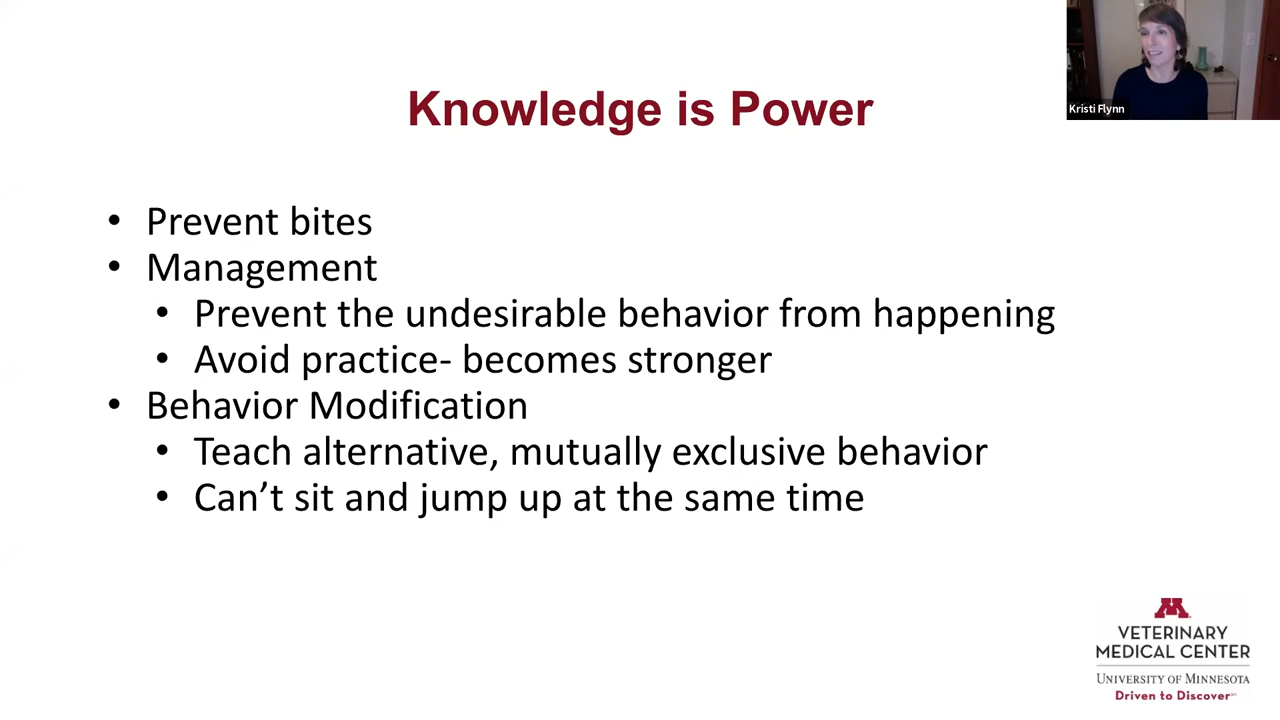 Kristi Flynn
Knowledge is Power
• Prevent bites
• Management
• Prevent the undesirable behavior from happening
• Avoid practice- becomes stronger
• Behavior Modification
• Teach alternative, mutually exclusive behavior
• Can’t sit and jump up at the same time
M
VETERINARY
MEDICAL CENTER
UNIVERSITY OF MINNESOTA
Driven to Discover℠